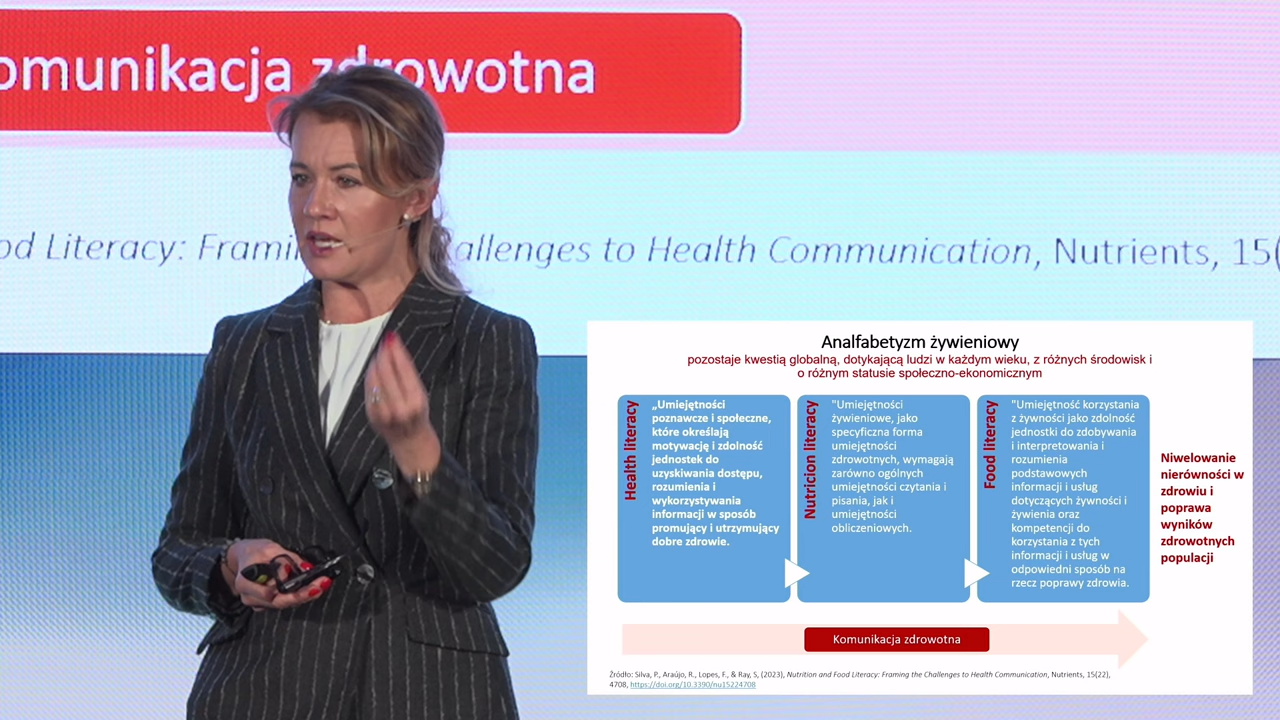 omunikacja zdrowotna
od Literacy: Frami allenges to Health Communication, Nutrients, 15(
Analfabetyzm żywieniowy
pozostaje kwestią globalną, dotykającą ludzi w każdym wieku, z różnych środowisk i
o różnym statusie społeczno-ekonomicznym
Health literacy
„Umiejętności
poznawcze i społeczne,
które określają
motywację i zdolność
jednostek do
uzyskiwania dostępu,
rozumienia i
wykorzystywania
informacji w sposób
promujący i utrzymujący
dobre zdrowie.
Nutricion literacy
"Umiejętności
żywieniowe, jako
specyficzna forma
umiejętności
zdrowotnych, wymagają
zarówno ogólnych
umiejętności czytania i
pisania, jak i
umiejętności
obliczeniowych.
Food literacy
"Umiejętność korzystania
z żywności jako zdolność
jednostki do zdobywania
i interpretowania i
rozumienia
podstawowych
informacji i usług
dotyczących żywności i
żywienia oraz
kompetencji do
korzystania z tych
informacji i usług w
odpowiedni sposób na
rzecz poprawy zdrowia.
Niwelowanie
nierówności w
zdrowiu i
poprawa
wyników
zdrowotnych
populacji
Komunikacja zdrowotna
Źródło: Silva, P., Araújo, R., Lopes, F., & Ray, S, (2023), Nutrition and Food Literacy: Framing the Challenges to Health Communication, Nutrients, 15(22),
4708, https://doi.org/10.3390/nu15224708